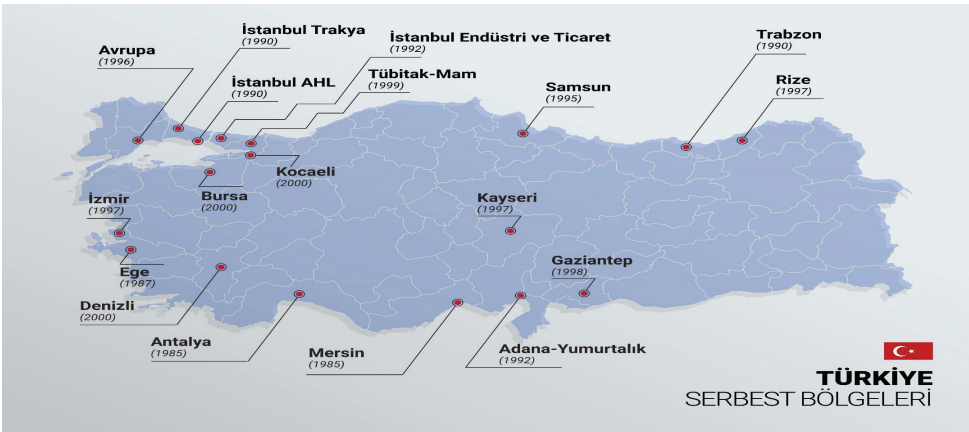 İstanbul Trakya
(1990)
İstanbul Endüstri ve Ticaret
(1992)
Trabzon
(1990)
Avrupa
(1996)
İstanbul AHL
(1990)
Tübitak-Mam
(1999)
Samsun
(1995)
Rize
(1997)
Kocaeli
(2000)
Bursa
(2000)
İzmir
(1997)
Kayseri
(1997)
Ege
(1987)
Gaziantep
(1998)
Denizli
(2000)
Antalya
(1985)
Mersin
(1985)
Adana-Yumurtalık
(1992)
TÜRKİYE
SERBEST BÖLGELERİ